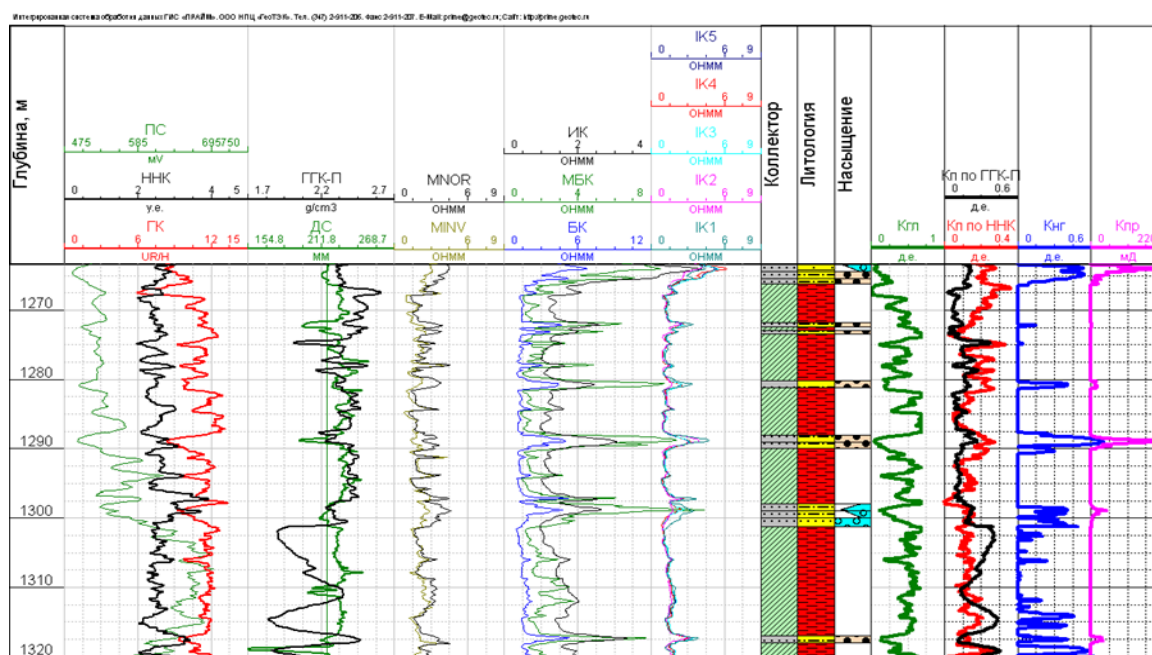 Интегрированная система обработки данных ГИС «ПРАЙМ». ООО НПЦ «ГеоТЭК». Тел. (347) 2-911-206. Факс 2-911-207. E-Mail: prime@geotec.ru; Сайт: http://prime.geotec.ru
IK5
0 6 9
ОНММ
IK4
0 6 9
ОНММ
ПС ИК IK3
475 585 695750 0 2 4 0 6 9
мV ОНММ ОНММ
ННК ГГК-П MNOR МБК IK2 Кп по ГГК-П
0 2 4 5 1.7 2.2 2.7 0 6 9 0 4 8 0 6 9 0 0.6
у.е. g/cm3 ОНММ ОНММ ОНММ д.е.
ГК ДС MINV БК IK1 Кгл Кп по ННК Кнг Кпр
0 6 12 15 154.8 211.8 268.7 0 6 9 0 6 12 0 6 9 0 1 0 0.4 0 0.6 0 220
UR/H ММ ОНММ ОНММ ОНММ д.е. д.е. д.е. мД
Глубина, м
Коллектор
Литология
Насыщение
1270
1280
1290
1300
1310
1320